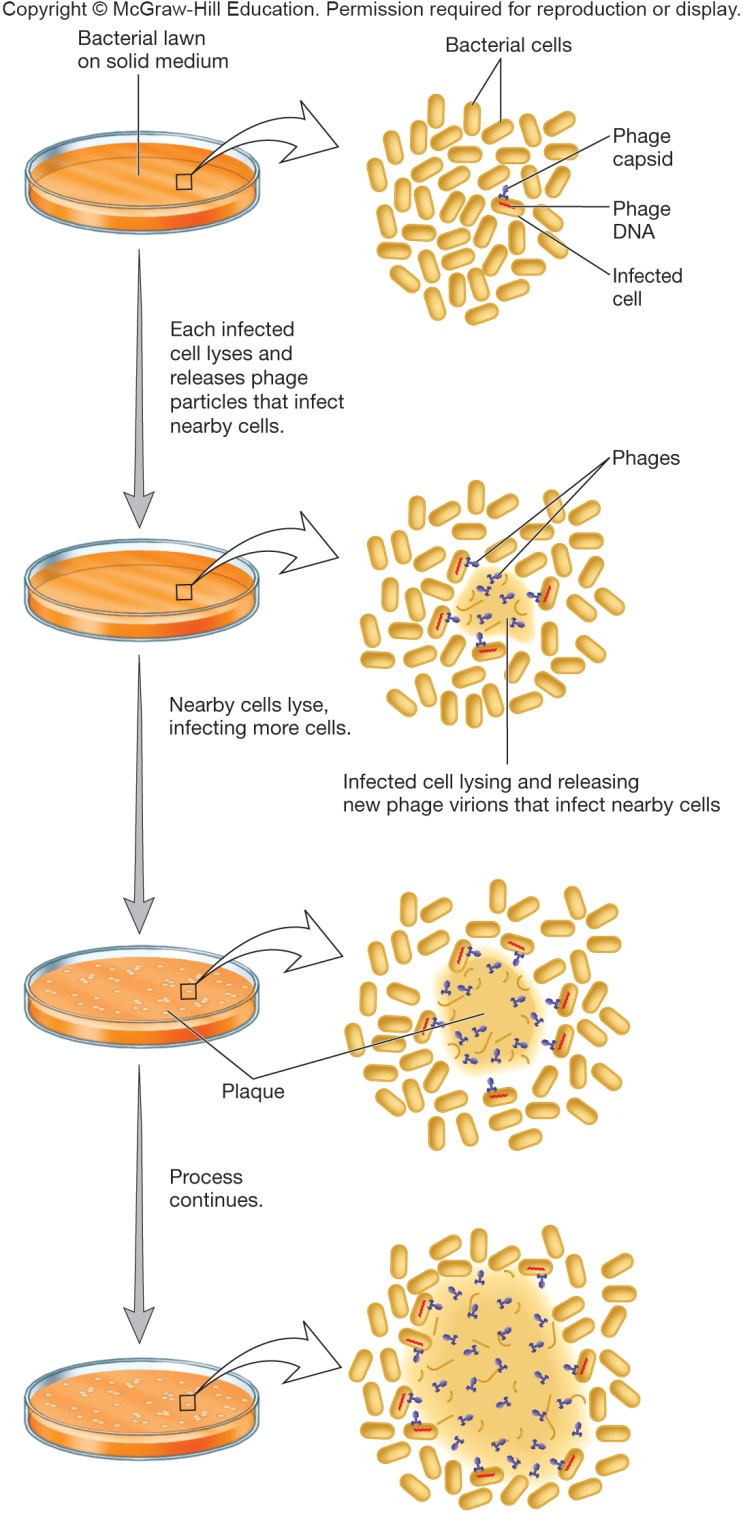 Copyright © McGraw-Hill Education. Permission required for reproduction or display.
Bacterial lawn
on solid medium
Bacterial cells
Phage
capsid
Phage
DNA
Infected
cell
Each infected
cell lyses and
releases phage
particles that infect
nearby cells.
Phages
Nearby cells lyse,
infecting more cells.
Infected cell lysing and releasing
new phage virions that infect nearby cells
Plaque
Process
continues.